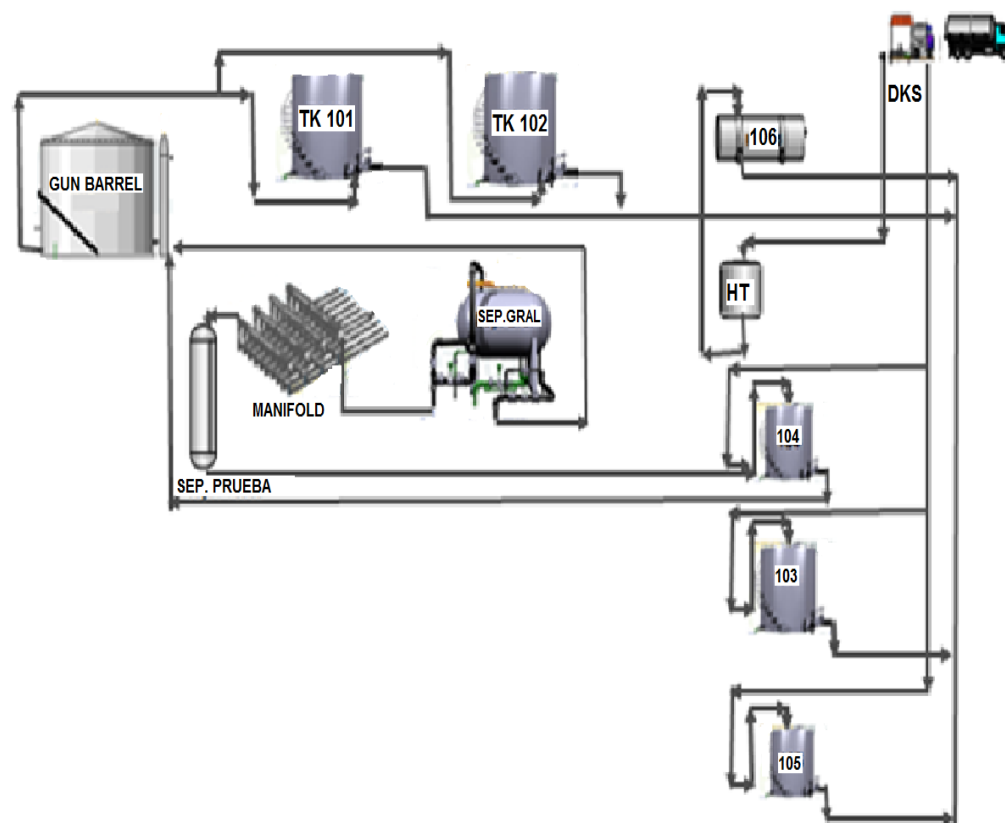 DKS
TK 101
TK 102
106
GUN BARREL
HT
SEP.GRAL
MANIFOLD
104
SEP. PRUEBA
103
105